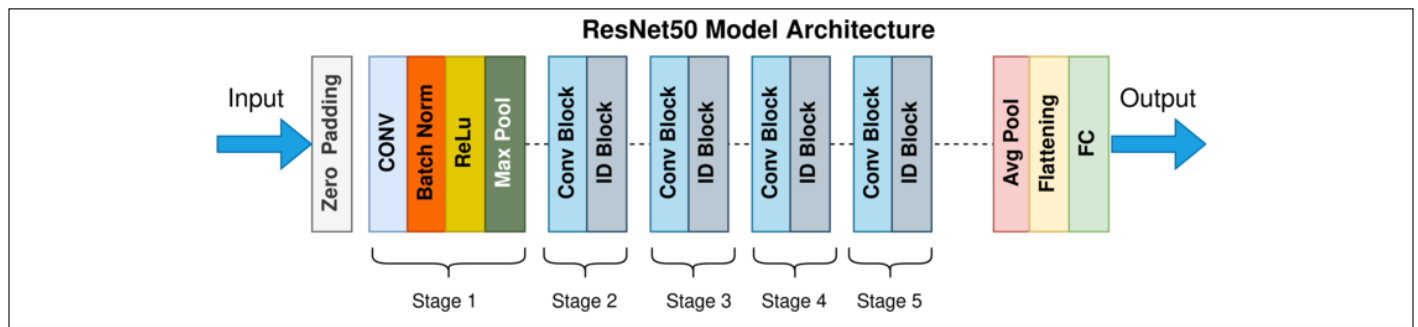 ResNet50 Model Architecture
Input
Zero Padding
CONV
Batch Norm
ReLu
Max Pool
Conv Block
ID Block
Conv Block
ID Block
Conv Block
ID Block
Conv Block
ID Block
Avg Pool
Flattening
FC
Output
Stage 1
Stage 2
Stage 3
Stage 4
Stage 5